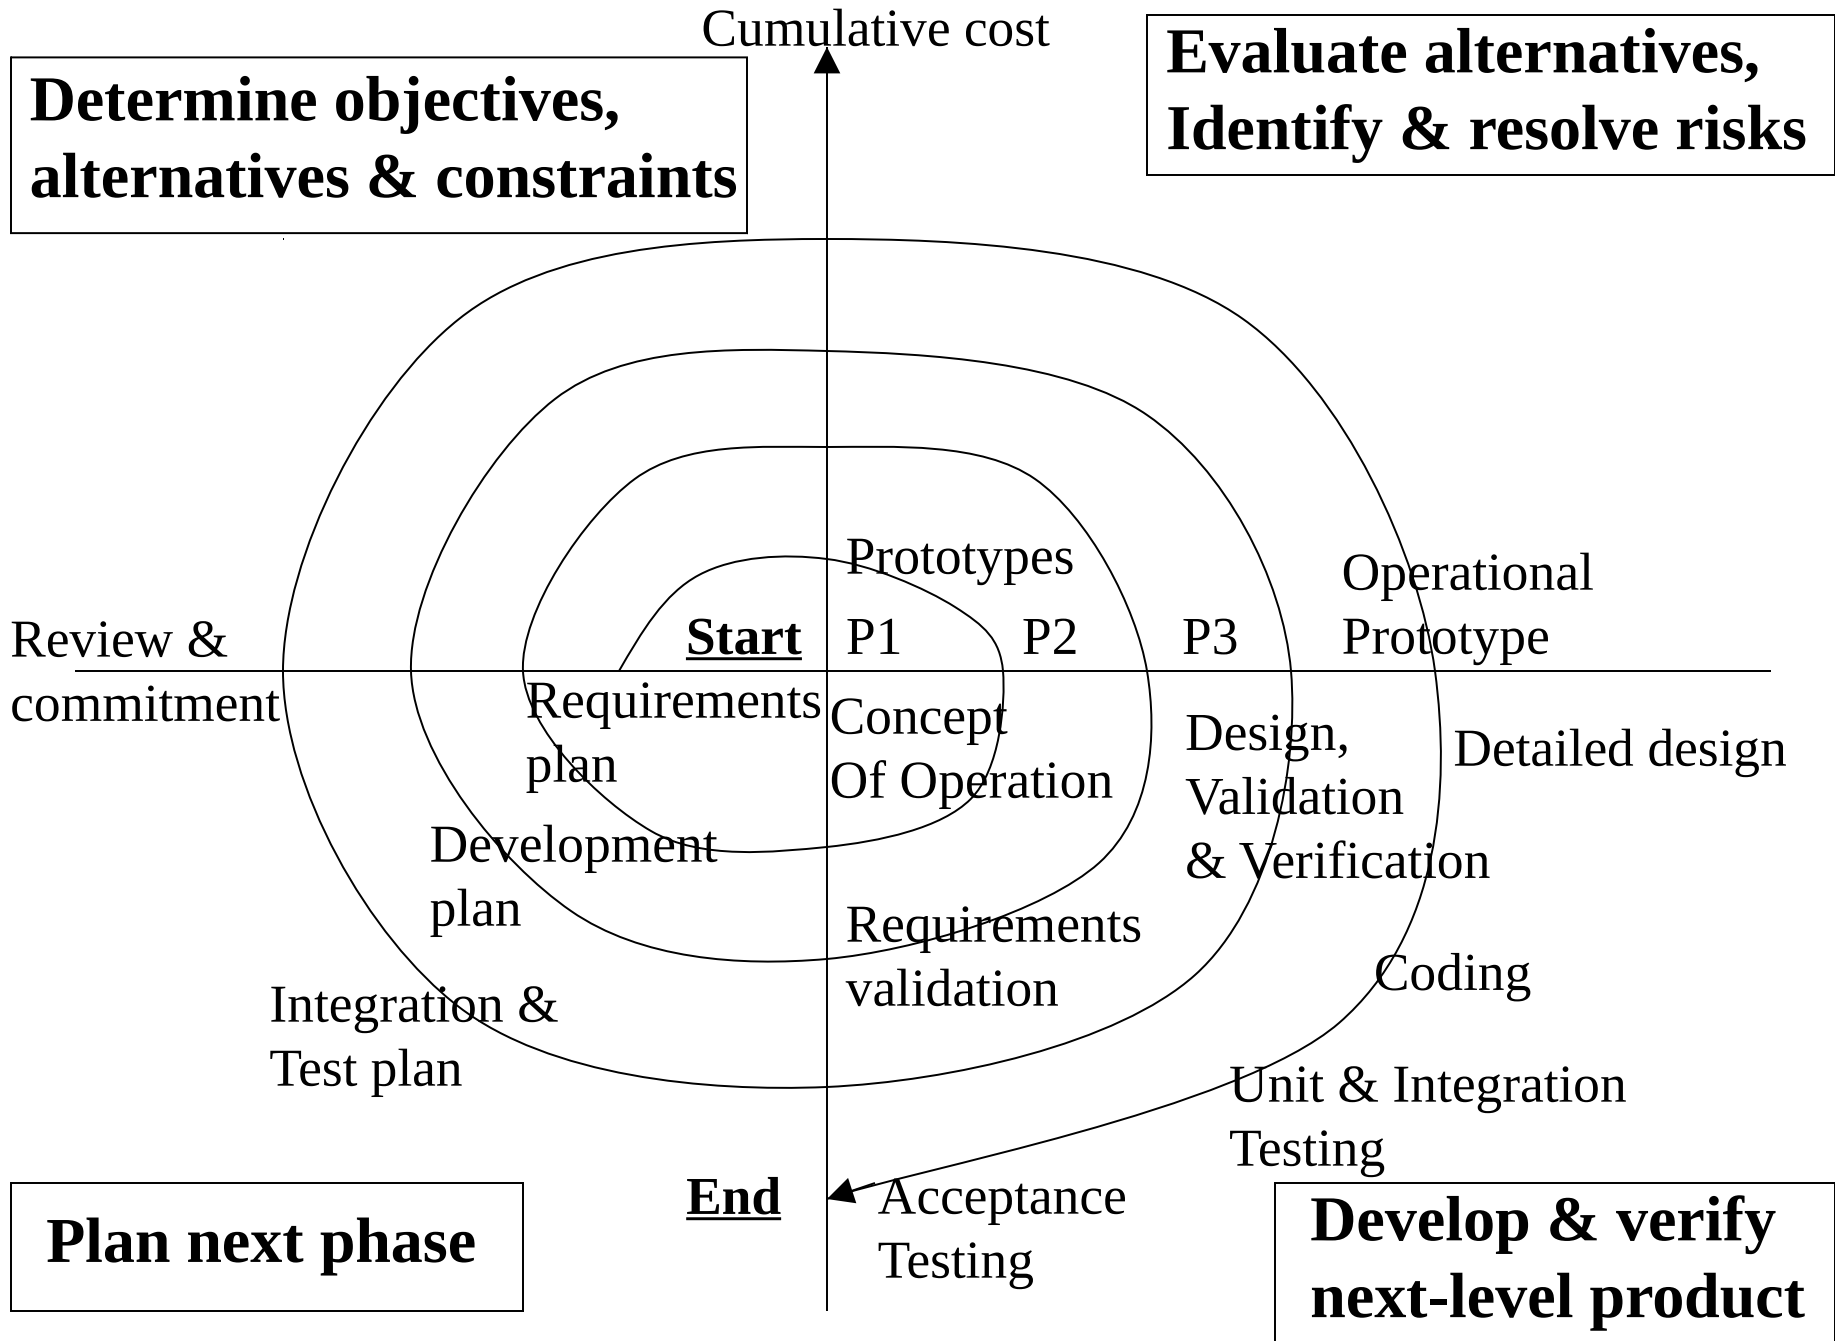 Cumulative cost
Determine objectives,
alternatives & constraints
Evaluate alternatives,
Identify & resolve risks
Prototypes
Operational
Prototype
Review &
commitment
Start
P1
P2
P3
Requirements
plan
Concept
Of Operation
Design,
Validation
& Verification
Detailed design
Development
plan
Requirements
validation
Coding
Integration &
Test plan
Unit & Integration
Testing
End
Acceptance
Testing
Plan next phase
Develop & verify
next-level product